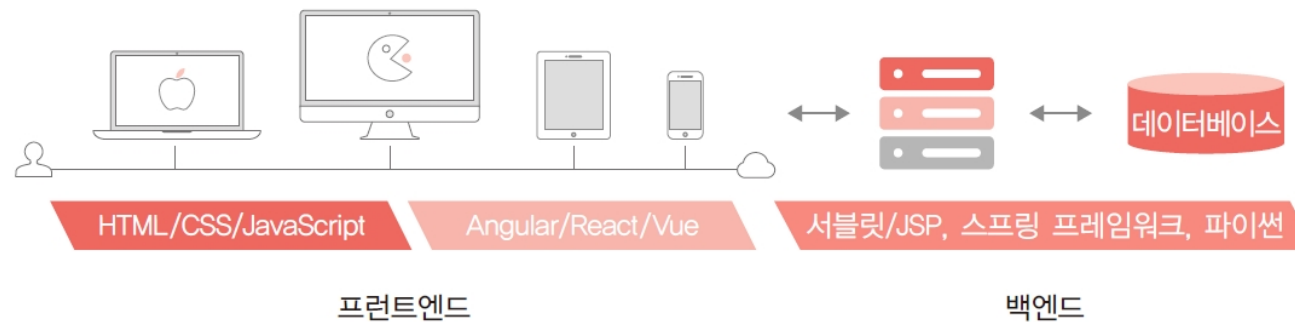 데이터베이스
HTML/CSS/JavaScript
Angular/React/Vue
서블릿/JSP, 스프링 프레임워크, 파이썬
프런트엔드
백엔드